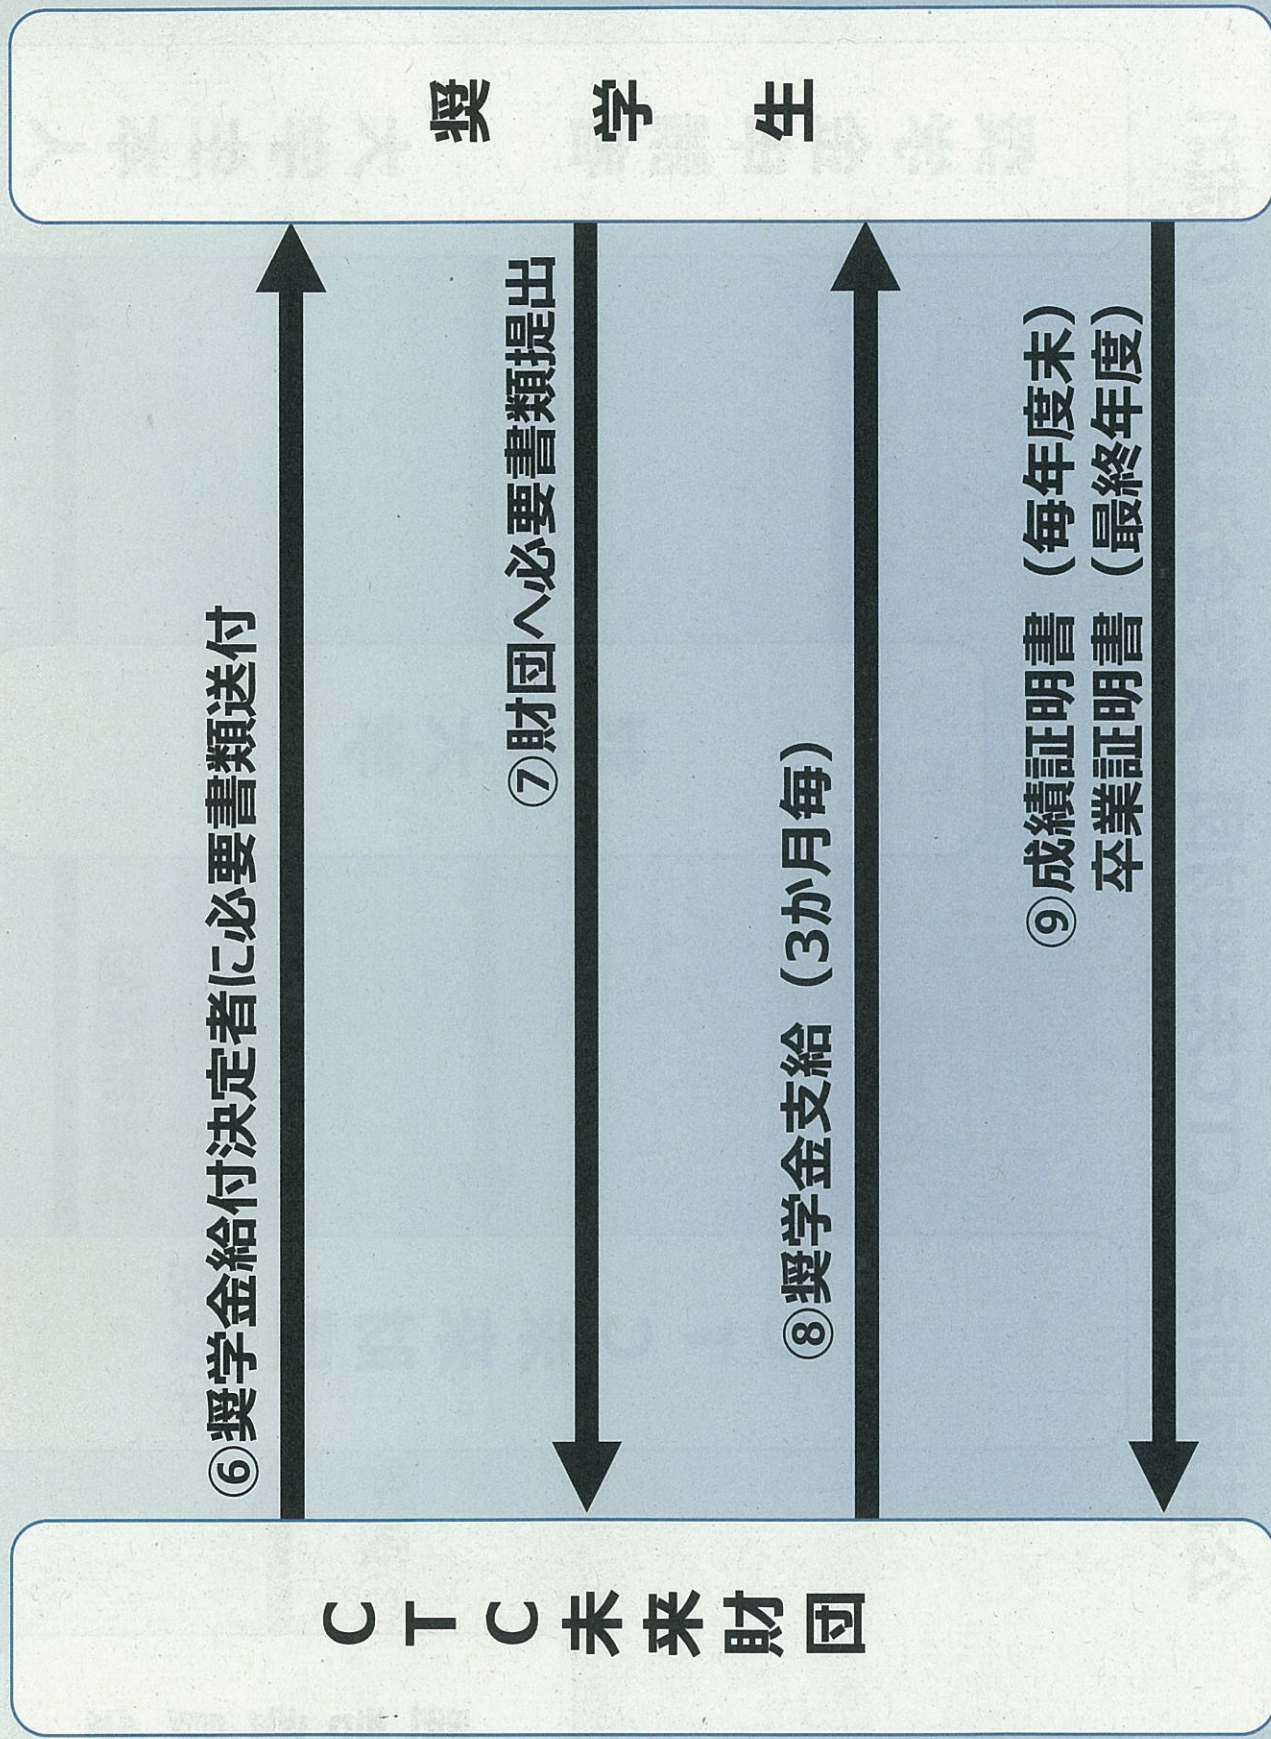 CTC未来財団
⑥奨学金給付決定者に必要書類送付
⑦財団へ必要書類提出
⑧奨学金支給（3か月毎）
⑨成績証明書（毎年度末）
卒業証明書（最終年度）
奨学生